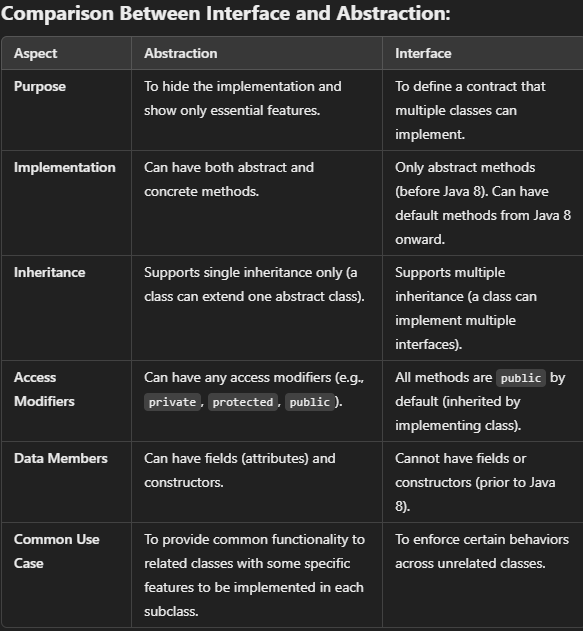 Comparison Between Interface and Abstraction:
Aspect Abstraction Interface
Purpose
To hide the implementation and
show only essential features.
To define a contract that
multiple classes can
implement.
Implementation
Can have both abstract and
concrete methods.
Only abstract methods
(before Java 8). Can have
default methods from Java 8
onward.
Inheritance
Supports single inheritance only (a
class can extend one abstract class).
Supports multiple
inheritance (a class can
implement multiple
interfaces).
Access
Modifiers
Can have any access modifiers (e.g.,
private, protected, public).
All methods are public by
default (inherited by
implementing class).
Data Members
Can have fields (attributes) and
constructors.
Cannot have fields or
constructors (prior to Java
8).
Common Use
Case
To provide common functionality to
related classes with some specific
features to be implemented in each
subclass.
To enforce certain behaviors
across unrelated classes.